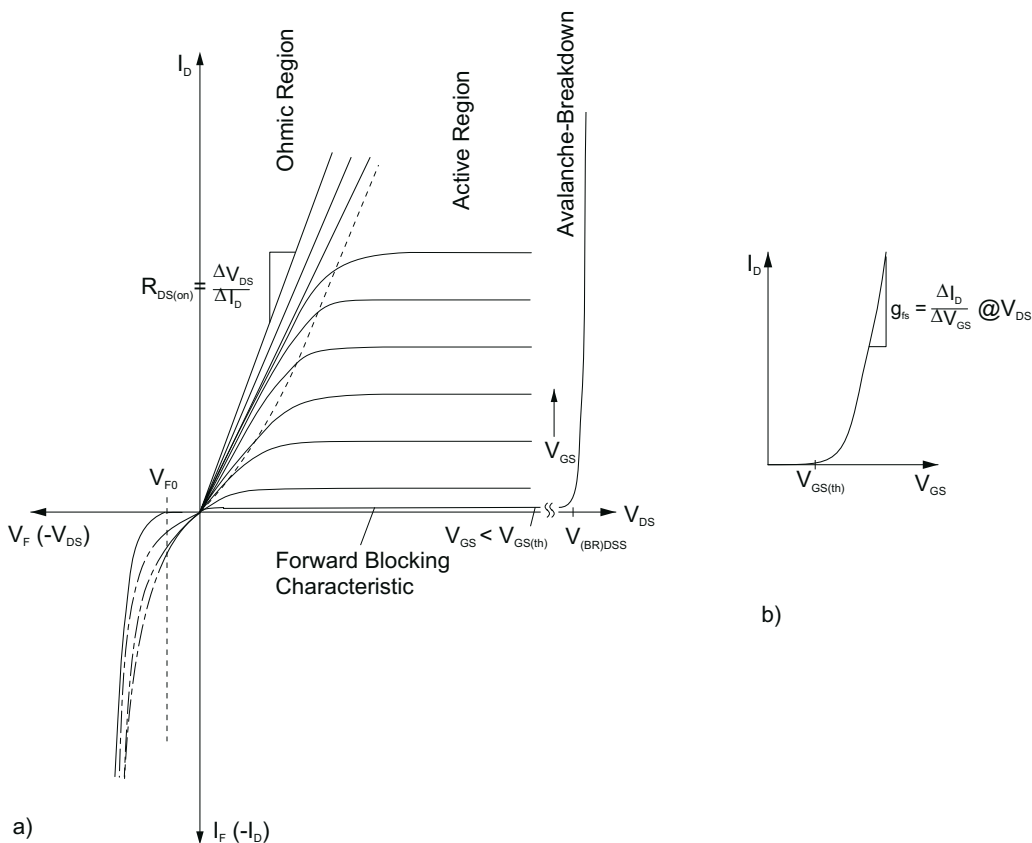 I_D
Ohmic Region
Active Region
Avalanche-Breakdown
R_DS(on) = ΔV_DS / ΔI_D
V_GS
V_F0
V_F (-V_DS)
V_DS
V_GS < V_GS(th)
V_(BR)DSS
Forward Blocking
Characteristic
I_F (-I_D)
a)
I_D
g_fs = ΔI_D / ΔV_GS @V_DS
V_GS(th)
V_GS
b)